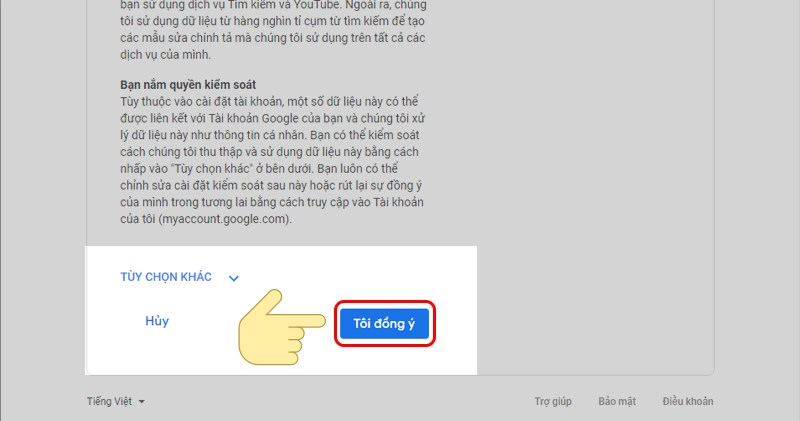 bạn sử dụng dịch vụ Tìm kiếm và YouTube. Ngoài ra, chúng
tôi sử dụng dữ liệu từ hàng nghìn tỉ cụm từ tìm kiếm để tạo
các mẫu sửa chính tả mà chúng tôi sử dụng trên tất cả các
dịch vụ của mình.
Bạn nắm quyền kiểm soát
Tùy thuộc vào cài đặt tài khoản, một số dữ liệu này có thể
được liên kết với Tài khoản Google của bạn và chúng tôi xử
lý dữ liệu này như thông tin cá nhân. Bạn có thể kiểm soát
cách chúng tôi thu thập và sử dụng dữ liệu này bằng cách
nhấp vào "Tùy chọn khác" ở bên dưới. Bạn luôn có thể
chỉnh sửa cài đặt kiểm soát sau này hoặc rút lại sự đồng ý
của mình trong tương lai bằng cách truy cập vào Tài khoản
của tôi (myaccount.google.com).
TÙY CHỌN KHÁC
Hủy
Tôi đồng ý
Tiếng Việt
Trợ giúp
Bảo mật
Điều khoản